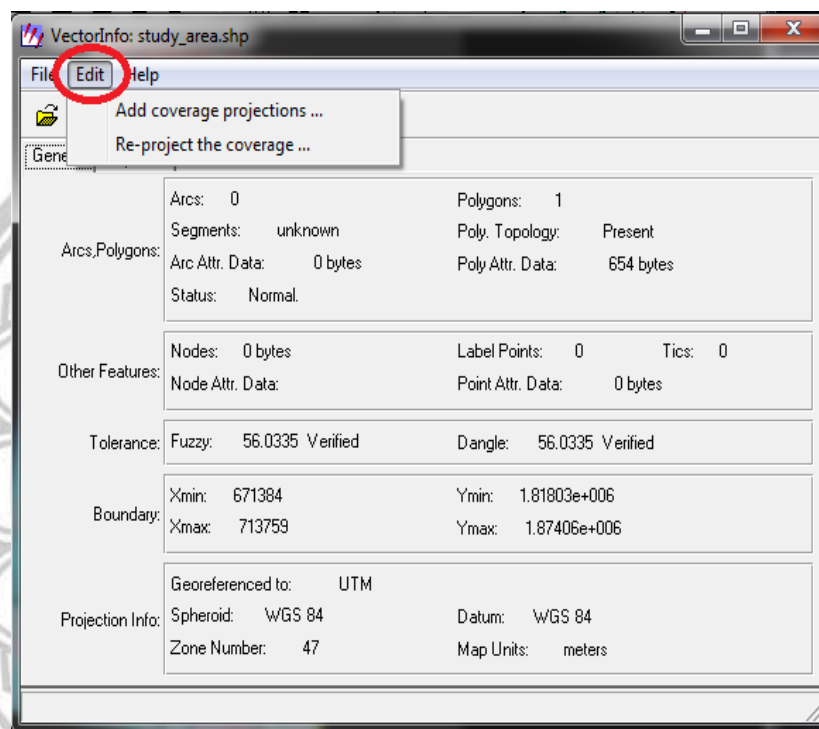 VectorInfo: study_area.shp
File Edit Help
Add coverage projections ...
Re-project the coverage ...
Arcs: 0 Polygons: 1
Segments: unknown Poly. Topology: Present
Arcs,Polygons:
Arc Attr. Data: 0 bytes Poly Attr. Data: 654 bytes
Status: Normal.
Nodes: 0 bytes Label Points: 0 Tics: 0
Other Features:
Node Attr. Data: Point Attr. Data: 0 bytes
Tolerance: Fuzzy: 56.0335 Verified Dangle: 56.0335 Verified
Xmin: 671384 Ymin: 1.81803e+006
Boundary:
Xmax: 713759 Ymax: 1.87406e+006
Georeferenced to: UTM
Projection Info: Spheroid: WGS 84 Datum: WGS 84
Zone Number: 47 Map Units: meters